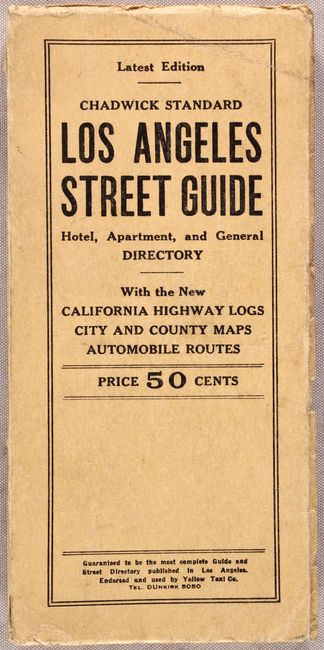 Latest Edition
CHADWICK STANDARD
LOS ANGELES
STREET GUIDE
Hotel, Apartment, and General
DIRECTORY
With the New
CALIFORNIA HIGHWAY LOGS
CITY AND COUNTY MAPS
AUTOMOBILE ROUTES
PRICE 50 CENTS
Guaranteed to be the most complete Guide and
Street Directory published in Los Angeles.
Endorsed and used by Yellow Taxi Co.
TEL. DUNKIRK 5050